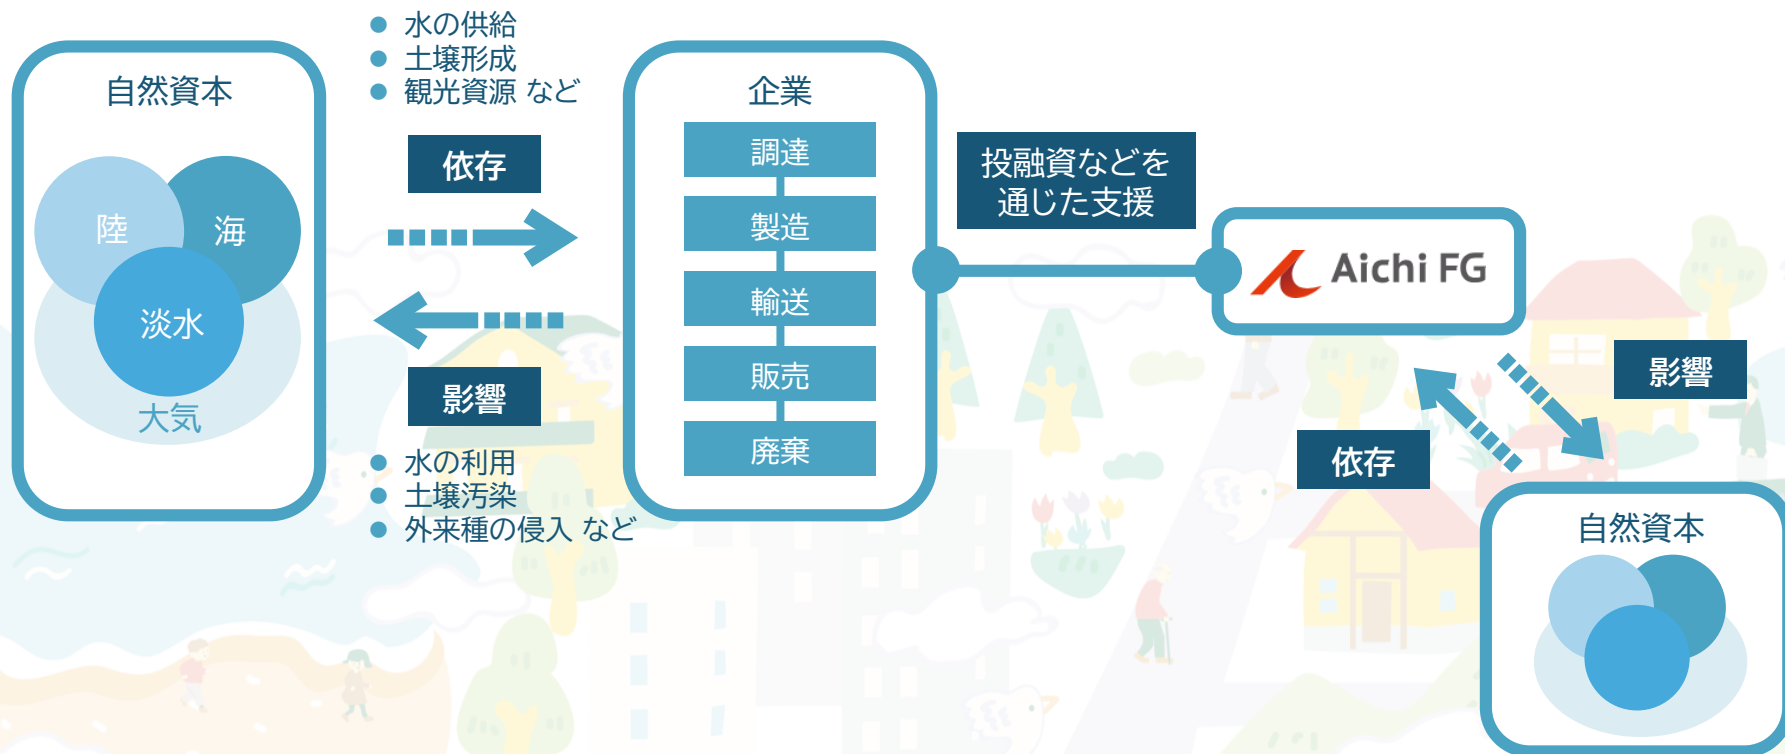 自然資本
陸
海
淡水
大気
水の供給
土壌形成
観光資源 など
依存
影響
水の利用
土壌汚染
外来種の侵入 など
企業
調達
製造
輸送
販売
廃棄
投融資などを
通じた支援
Aichi FG
影響
依存
自然資本